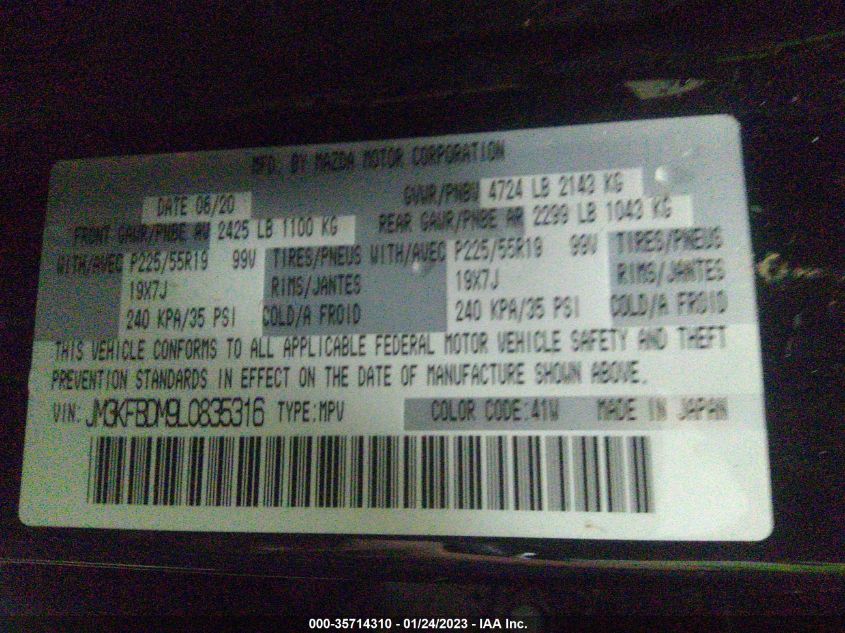 MFD. BY MAZDA MOTOR CORPORATION
DATE 06/20 GVWR/PNBV 4724 LB 2143 KG
FRONT GAWR/PNBE AV 2425 LB 1100 KG REAR GAWR/PNBE AR 2299 LB 1043 KG
WITH/AVEC P225/55R19 99V TIRES/PNEUS WITH/AVEC P225/55R19 99V TIRES/PNEUS
19X7J RIMS/JANTES 19X7J RIMS/JANTES
240 KPA/35 PSI COLD/A FROID 240 KPA/35 PSI COLD/A FROID
THIS VEHICLE CONFORMS TO ALL APPLICABLE FEDERAL MOTOR VEHICLE SAFETY AND THEFT
PREVENTION STANDARDS IN EFFECT ON THE DATE OF MANUFACTURE SHOWN ABOVE.
VIN: JM3KFBDM9L0835316 TYPE:MPV COLOR CODE:41W MADE IN JAPAN
000-35714310 - 01/24/2023 - IAA Inc.